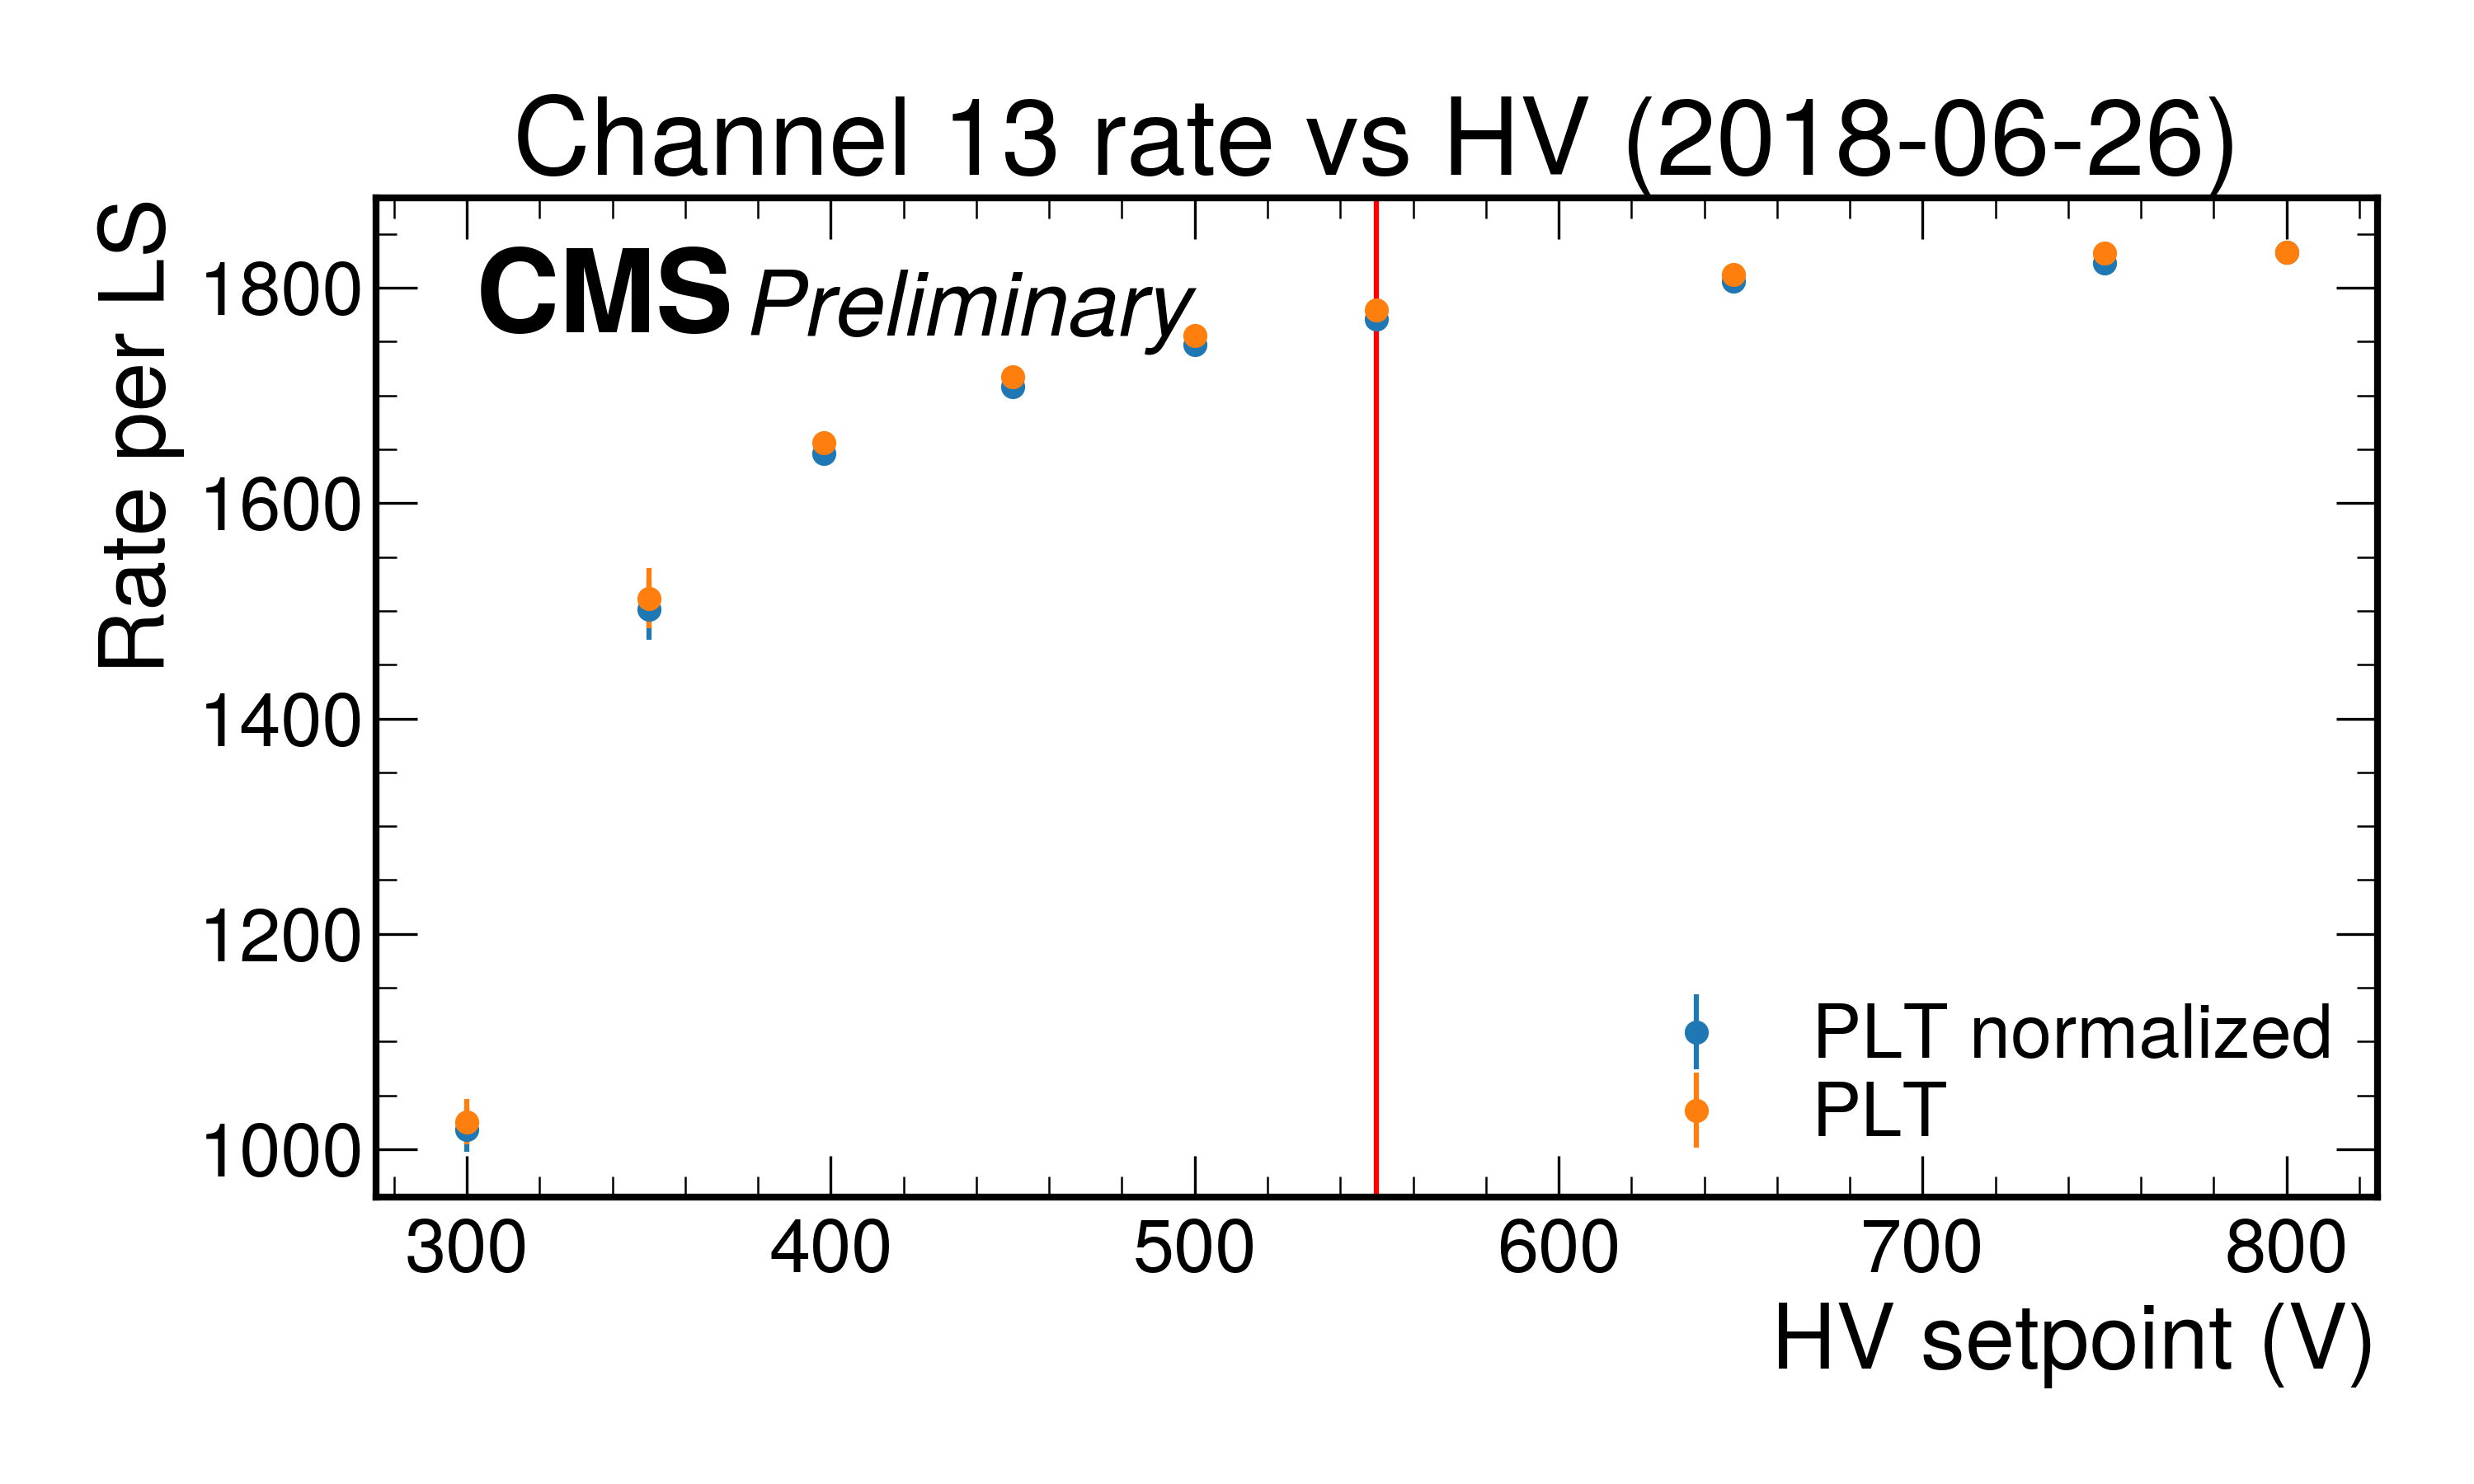 Channel 13 rate vs HV (2018-06-26)
Rate per LS
CMS Preliminary
1800
1600
1400
1200
1000
PLT normalized
PLT
300 400 500 600 700 800
HV setpoint (V)